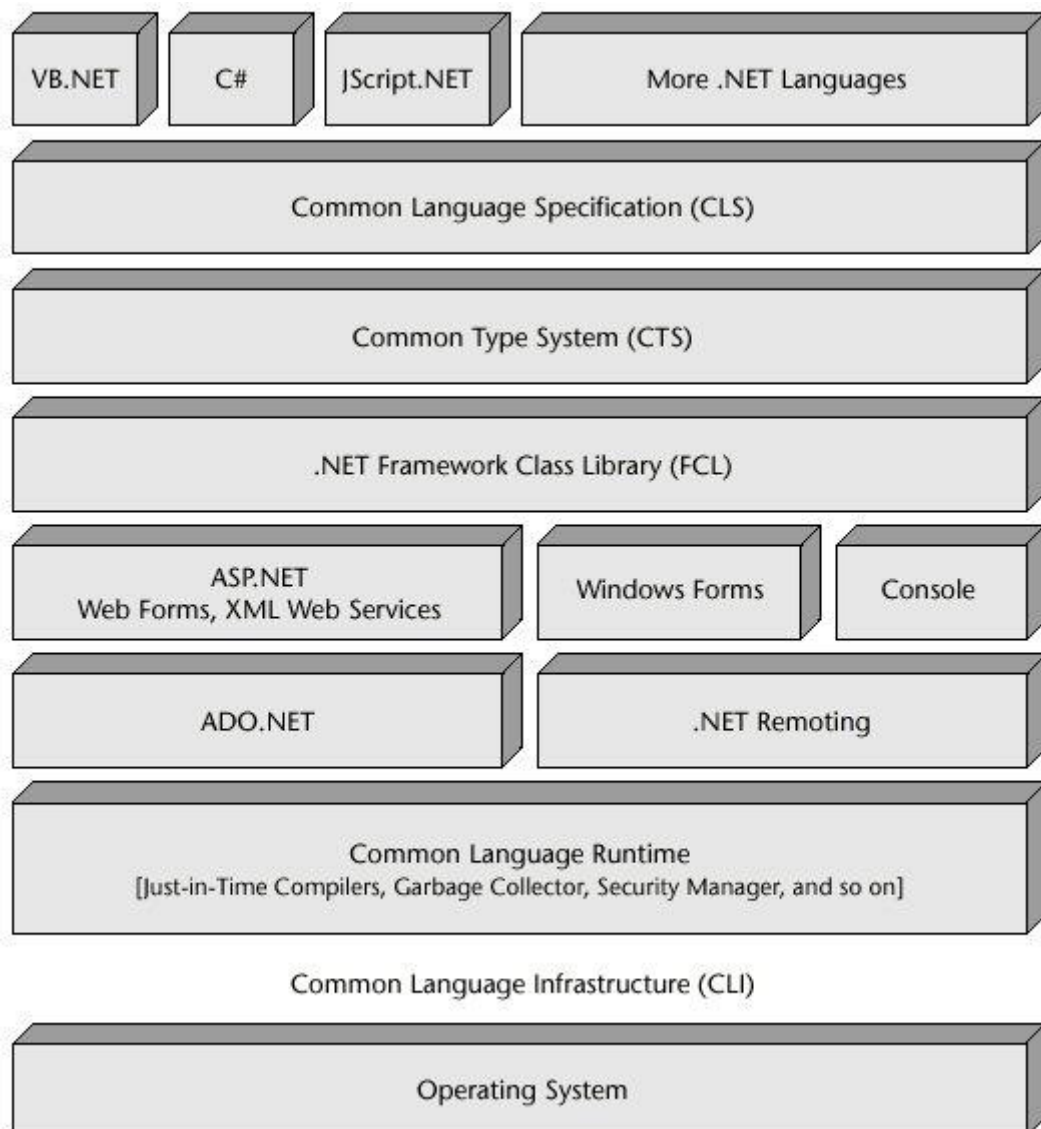 VB.NET
C#
JScript.NET
More .NET Languages
Common Language Specification (CLS)
Common Type System (CTS)
.NET Framework Class Library (FCL)
ASP.NET
Web Forms, XML Web Services
Windows Forms
Console
ADO.NET
.NET Remoting
Common Language Runtime
[Just-in-Time Compilers, Garbage Collector, Security Manager, and so on]
Common Language Infrastructure (CLI)
Operating System